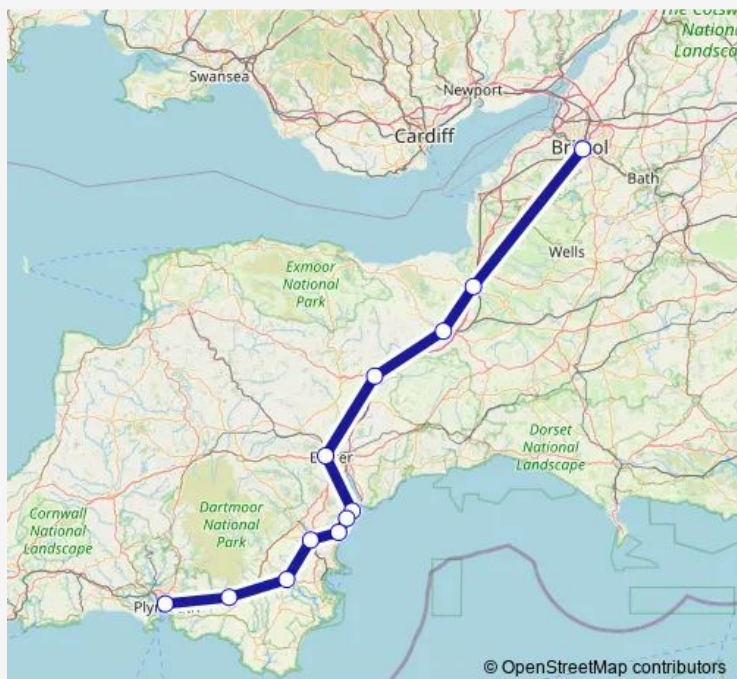 The Cotsw
National
Landsca
Swansea
Newport
Cardiff
Bath
Wells
Exmoor
National
Park
Dorset
National
Landscape
Dartmoor
National
Park
Cornwall
National
Landscape
© OpenStreetMap contributors